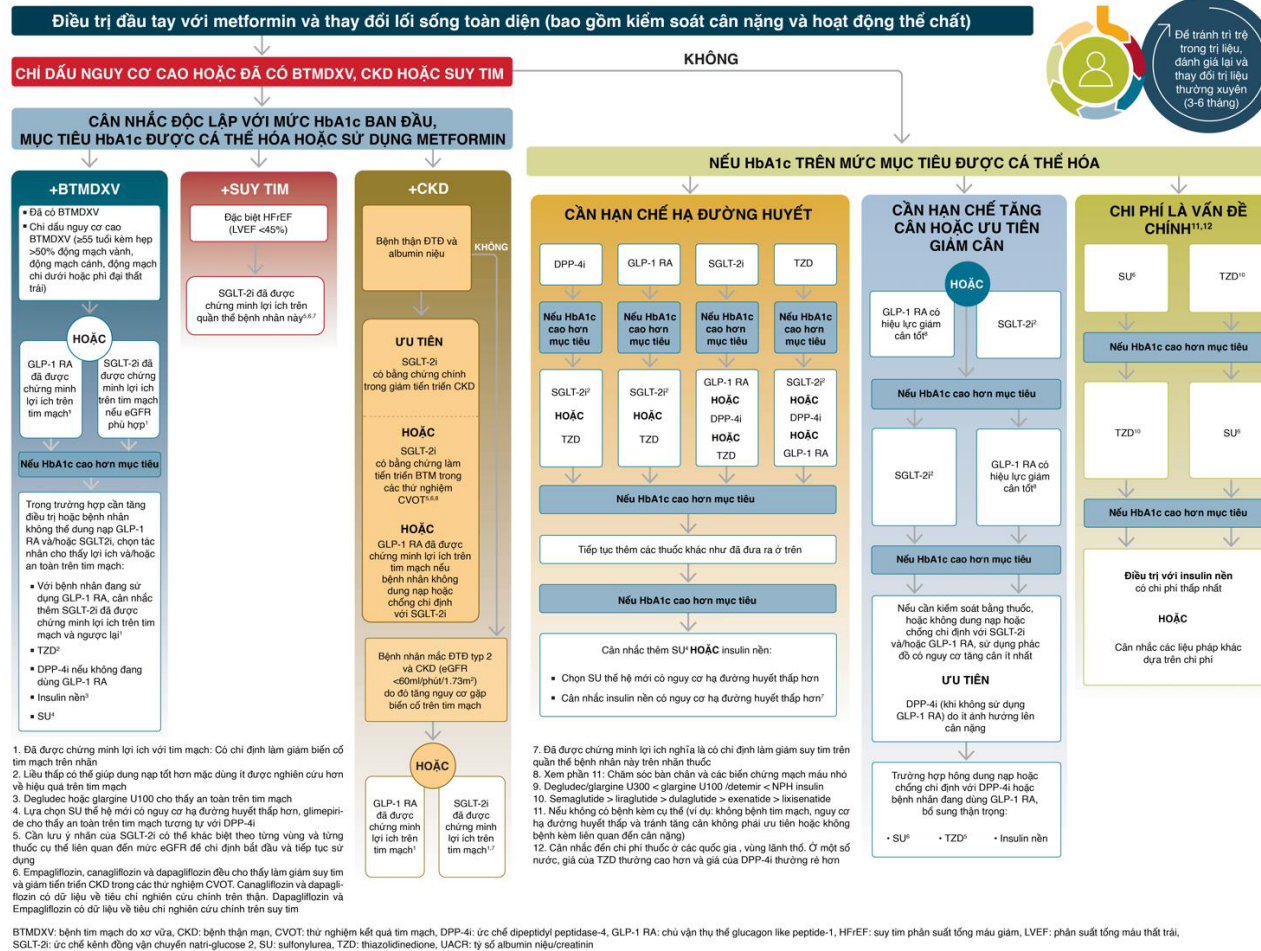 Điều trị đầu tay với metformin và thay đổi lối sống toàn diện (bao gồm kiểm soát cân nặng và hoạt động thể chất)
Để tránh trì trệ
trong trị liệu,
đánh giá lại và
thay đổi trị liệu
thường xuyên
(3-6 tháng)
CHỈ DẤU NGUY CƠ CAO HOẶC ĐÃ CÓ BTMDXV, CKD HOẶC SUY TIM
KHÔNG
CÂN NHẮC ĐỘC LẬP VỚI MỨC HbA1c BAN ĐẦU,
MỤC TIÊU HbA1c ĐƯỢC CÁ THỂ HÓA HOẶC SỬ DỤNG METFORMIN
NẾU HbA1c TRÊN MỨC MỤC TIÊU ĐƯỢC CÁ THỂ HÓA
+BTMDXV
▪ Đã có BTMDXV
▪ Chỉ dấu nguy cơ cao
BTMDXV (≥55 tuổi kèm hẹp
>50% động mạch vành,
động mạch cánh, động mạch
chi dưới hoặc phì đại thất
trái)
HOẶC
GLP-1 RA
đã được
chứng minh
lợi ích trên
tim mạch¹
SGLT-2i đã
được chứng
minh lợi ích
trên tim mạch
nếu eGFR
phù hợp¹
Nếu HbA1c cao hơn mục tiêu
Trong trường hợp cần tăng
điều trị hoặc bệnh nhân
không thể dung nạp GLP-1
RA và/hoặc SGLT2i, chọn tác
nhân cho thấy lợi ích và/hoặc
an toàn trên tim mạch:
▪ Với bệnh nhân đang sử
dụng GLP-1 RA, cân nhắc
thêm SGLT-2i đã được
chứng minh lợi ích trên tim
mạch và ngược lại¹
▪ TZD²
▪ DPP-4i nếu không đang
dùng GLP-1 RA
▪ Insulin nền³
▪ SU⁴
+SUY TIM
Đặc biệt HFrEF
(LVEF <45%)
SGLT-2i đã được
chứng minh lợi ích trên
quần thể bệnh nhân này⁵,⁶,⁷
+CKD
Bệnh thận ĐTĐ và
albumin niệu
KHÔNG
ƯU TIÊN
SGLT-2i
có bằng chứng chính
trong giảm tiến triển CKD
HOẶC
SGLT-2i
có bằng chứng làm
tiến triển BTM trong
các thử nghiệm
CVOT⁵,⁶,⁸
HOẶC
GLP-1 RA đã được
chứng minh lợi ích trên
tim mạch nếu
bệnh nhân không
dung nạp hoặc
chống chỉ định
với SGLT-2i
Bệnh nhân mắc ĐTĐ typ 2
và CKD (eGFR
<60ml/phút/1.73m²)
do đó tăng nguy cơ gặp
biến cố trên tim mạch
HOẶC
GLP-1 RA
đã được
chứng minh
lợi ích trên
tim mạch¹
SGLT-2i
đã được
chứng minh
lợi ích trên
tim mạch¹,⁷
CẦN HẠN CHẾ HẠ ĐƯỜNG HUYẾT
DPP-4i
GLP-1 RA
SGLT-2i
TZD
Nếu HbA1c
cao hơn
mục tiêu
Nếu HbA1c
cao hơn
mục tiêu
Nếu HbA1c
cao hơn
mục tiêu
Nếu HbA1c
cao hơn
mục tiêu
SGLT-2i²
HOẶC
TZD
SGLT-2i²
HOẶC
TZD
GLP-1 RA
HOẶC
DPP-4i
HOẶC
TZD
SGLT-2i²
HOẶC
DPP-4i
HOẶC
GLP-1 RA
Nếu HbA1c cao hơn mục tiêu
Tiếp tục thêm các thuốc khác như đã đưa ra ở trên
Nếu HbA1c cao hơn mục tiêu
Cân nhắc thêm SU⁴ HOẶC insulin nền:
▪ Chọn SU thế hệ mới có nguy cơ hạ đường huyết thấp hơn
▪ Cân nhắc insulin nền có nguy cơ hạ đường huyết thấp hơn⁷
CẦN HẠN CHẾ TĂNG
CÂN HOẶC ƯU TIÊN
GIẢM CÂN
HOẶC
GLP-1 RA có
hiệu lực giảm
cân tốt⁸
SGLT-2i²
Nếu HbA1c cao hơn mục tiêu
SGLT-2i²
GLP-1 RA có
hiệu lực giảm
cân tốt⁸
Nếu HbA1c cao hơn mục tiêu
Nếu cần kiểm soát bằng thuốc,
hoặc không dung nạp hoặc
chống chỉ định với SGLT-2i
và/hoặc GLP-1 RA, sử dụng phác
đồ có nguy cơ tăng cân ít nhất
ƯU TIÊN
DPP-4i (khi không sử dụng
GLP-1 RA) do ít ảnh hưởng lên
cân nặng
Trường hợp hông dung nạp hoặc
chống chỉ định với DPP-4i hoặc
bệnh nhân đang dùng GLP-1 RA,
bổ sung thận trọng:
• SU⁶ • TZD⁵ • Insulin nền
CHI PHÍ LÀ VẤN ĐỀ
CHÍNH¹¹,¹²
SU⁶
TZD¹⁰
Nếu HbA1c cao hơn mục tiêu
TZD¹⁰
SU⁶
Nếu HbA1c cao hơn mục tiêu
Điều trị với insulin nền
có chi phí thấp nhất
HOẶC
Cân nhắc các liệu pháp khác
dựa trên chi phí
1. Đã được chứng minh lợi ích với tim mạch: Có chỉ định làm giảm biến cố
tim mạch trên nhãn
2. Liều thấp có thể giúp dung nạp tốt hơn mặc dùng ít được nghiên cứu hơn
về hiệu quả trên tim mạch
3. Degludec hoặc glargine U100 cho thấy an toàn trên tim mạch
4. Lựa chọn SU thế hệ mới có nguy cơ hạ đường huyết thấp hơn, glimepiri-
de cho thấy an toàn trên tim mạch tương tự với DPP-4i
5. Cần lưu ý nhãn của SGLT-2i có thể khác biệt theo từng vùng và từng
thuốc cụ thể liên quan đến mức eGFR để chỉ định bắt đầu và tiếp tục sử
dụng
6. Empagliflozin, canagliflozin và dapagliflozin đều cho thấy làm giảm suy tim
và giảm tiến triển CKD trong các thử nghiệm CVOT. Canagliflozin và dapagli-
flozin có dữ liệu về tiêu chí nghiên cứu chính trên thận. Dapagliflozin và
Empagliflozin có dữ liệu về tiêu chí nghiên cứu chính trên suy tim
7. Đã được chứng minh lợi ích nghĩa là có chỉ định làm giảm suy tim trên
quần thể bệnh nhân này trên nhãn thuốc
8. Xem phần 11: Chăm sóc bàn chân và các biến chứng mạch máu nhỏ
9. Degludec/glargine U300 < glargine U100 /detemir < NPH insulin
10. Semaglutide > liraglutide > dulaglutide > exenatide > lixisenatide
11. Nếu không có bệnh kèm cụ thể (ví dụ: không bệnh tim mạch, nguy cơ
hạ đường huyết thấp và tránh tăng cân không phải ưu tiên hoặc không
bệnh kèm liên quan đến cân nặng)
12. Cân nhắc đến chi phí thuốc ở các quốc gia , vùng lãnh thổ. Ở một số
nước, giá của TZD thường cao hơn và giá của DPP-4i thường rẻ hơn
BTMDXV: bệnh tim mạch do xơ vữa, CKD: bệnh thận mạn, CVOT: thử nghiệm kết quả tim mạch, DPP-4i: ức chế dipeptidyl peptidase-4, GLP-1 RA: chủ vận thụ thể glucagon like peptide-1, HFrEF: suy tim phân suất tống máu giảm, LVEF: phân suất tống máu thất trái,
SGLT-2i: ức chế kênh đồng vận chuyển natri-glucose 2, SU: sulfonylurea, TZD: thiazolidinedione, UACR: tỷ số albumin niệu/creatinin